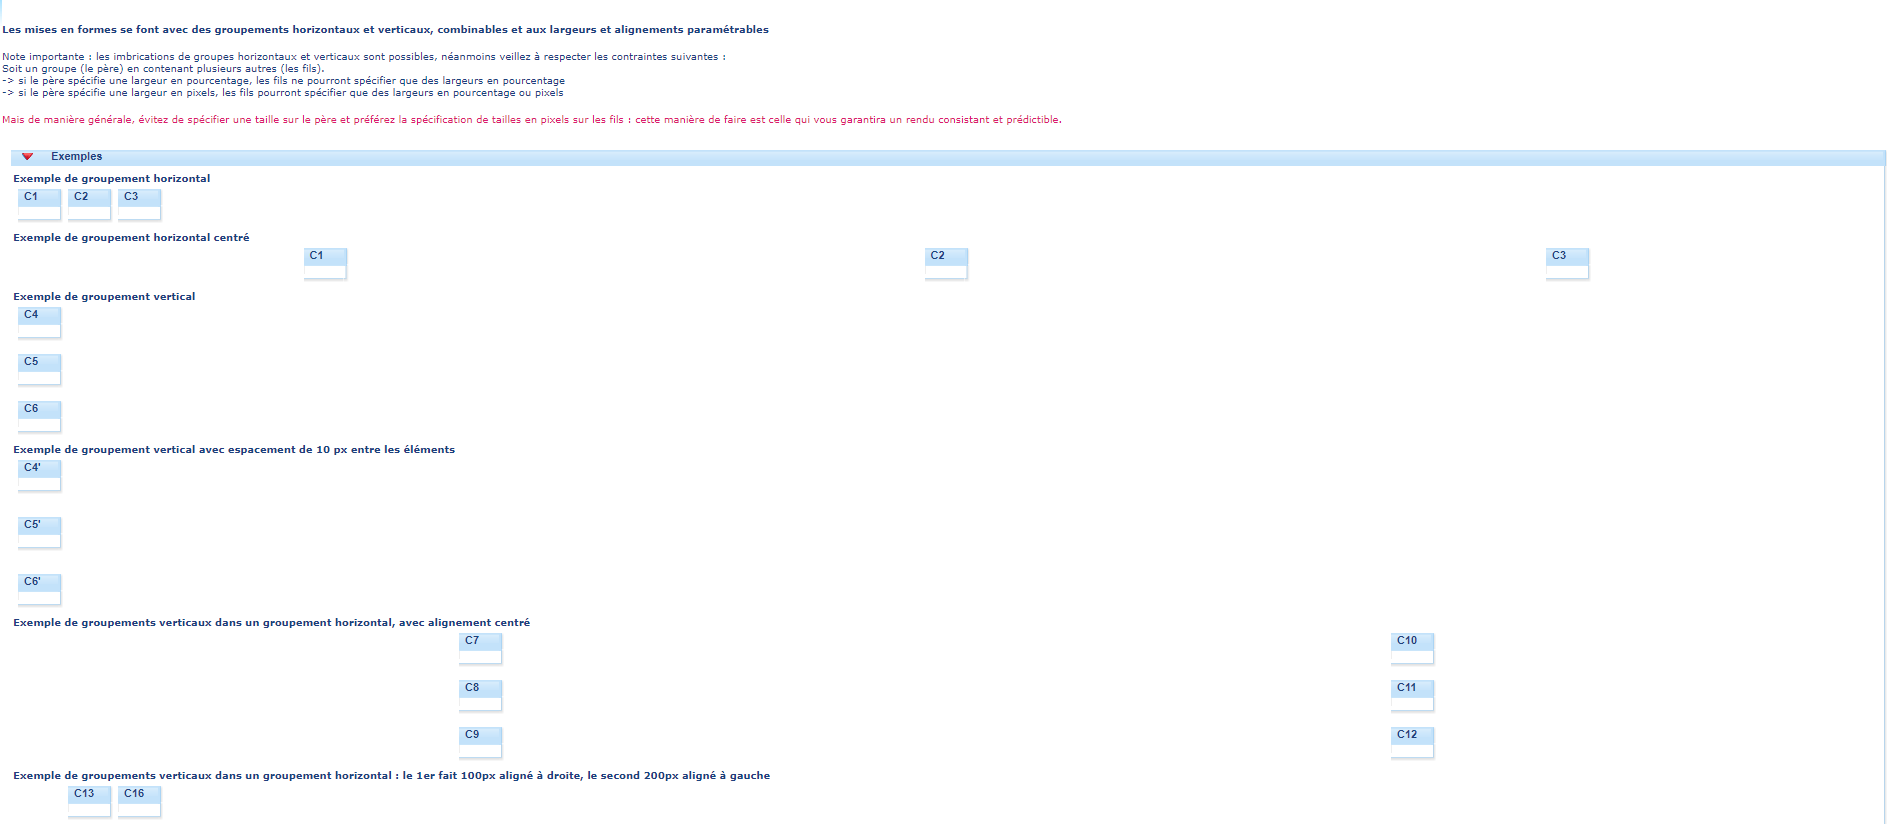 Les mises en formes se font avec des groupements horizontaux et verticaux, combinables et aux largeurs et alignements paramétrables
Note importante : les imbrications de groupes horizontaux et verticaux sont possibles, néanmoins veillez à respecter les contraintes suivantes :
Soit un groupe (le père) en contenant plusieurs autres (les fils).
-> si le père spécifie une largeur en pourcentage, les fils ne pourront spécifier que des largeurs en pourcentage
-> si le père spécifie une largeur en pixels, les fils pourront spécifier que des largeurs en pourcentage ou pixels
Mais de manière générale, évitez de spécifier une taille sur le père et préférez la spécification de tailles en pixels sur les fils : cette manière de faire est celle qui vous garantira un rendu consistant et prédictible.
Exemples
Exemple de groupement horizontal
C1 C2 C3
Exemple de groupement horizontal centré
C1 C2 C3
Exemple de groupement vertical
C4
C5
C6
Exemple de groupement vertical avec espacement de 10 px entre les éléments
C4'
C5'
C6'
Exemple de groupements verticaux dans un groupement horizontal, avec alignement centré
C7 C10
C8 C11
C9 C12
Exemple de groupements verticaux dans un groupement horizontal : le 1er fait 100px aligné à droite, le second 200px aligné à gauche
C13 C16